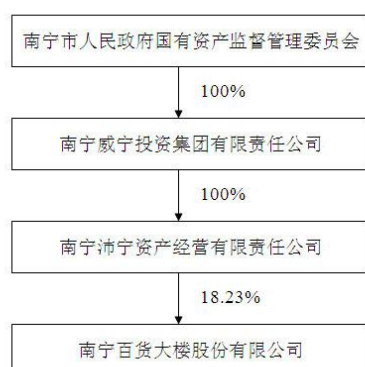 南宁市人民政府国有资产监督管理委员会
100%
南宁威宁投资集团有限责任公司
100%
南宁沛宁资产经营有限责任公司
18.23%
南宁百货大楼股份有限公司